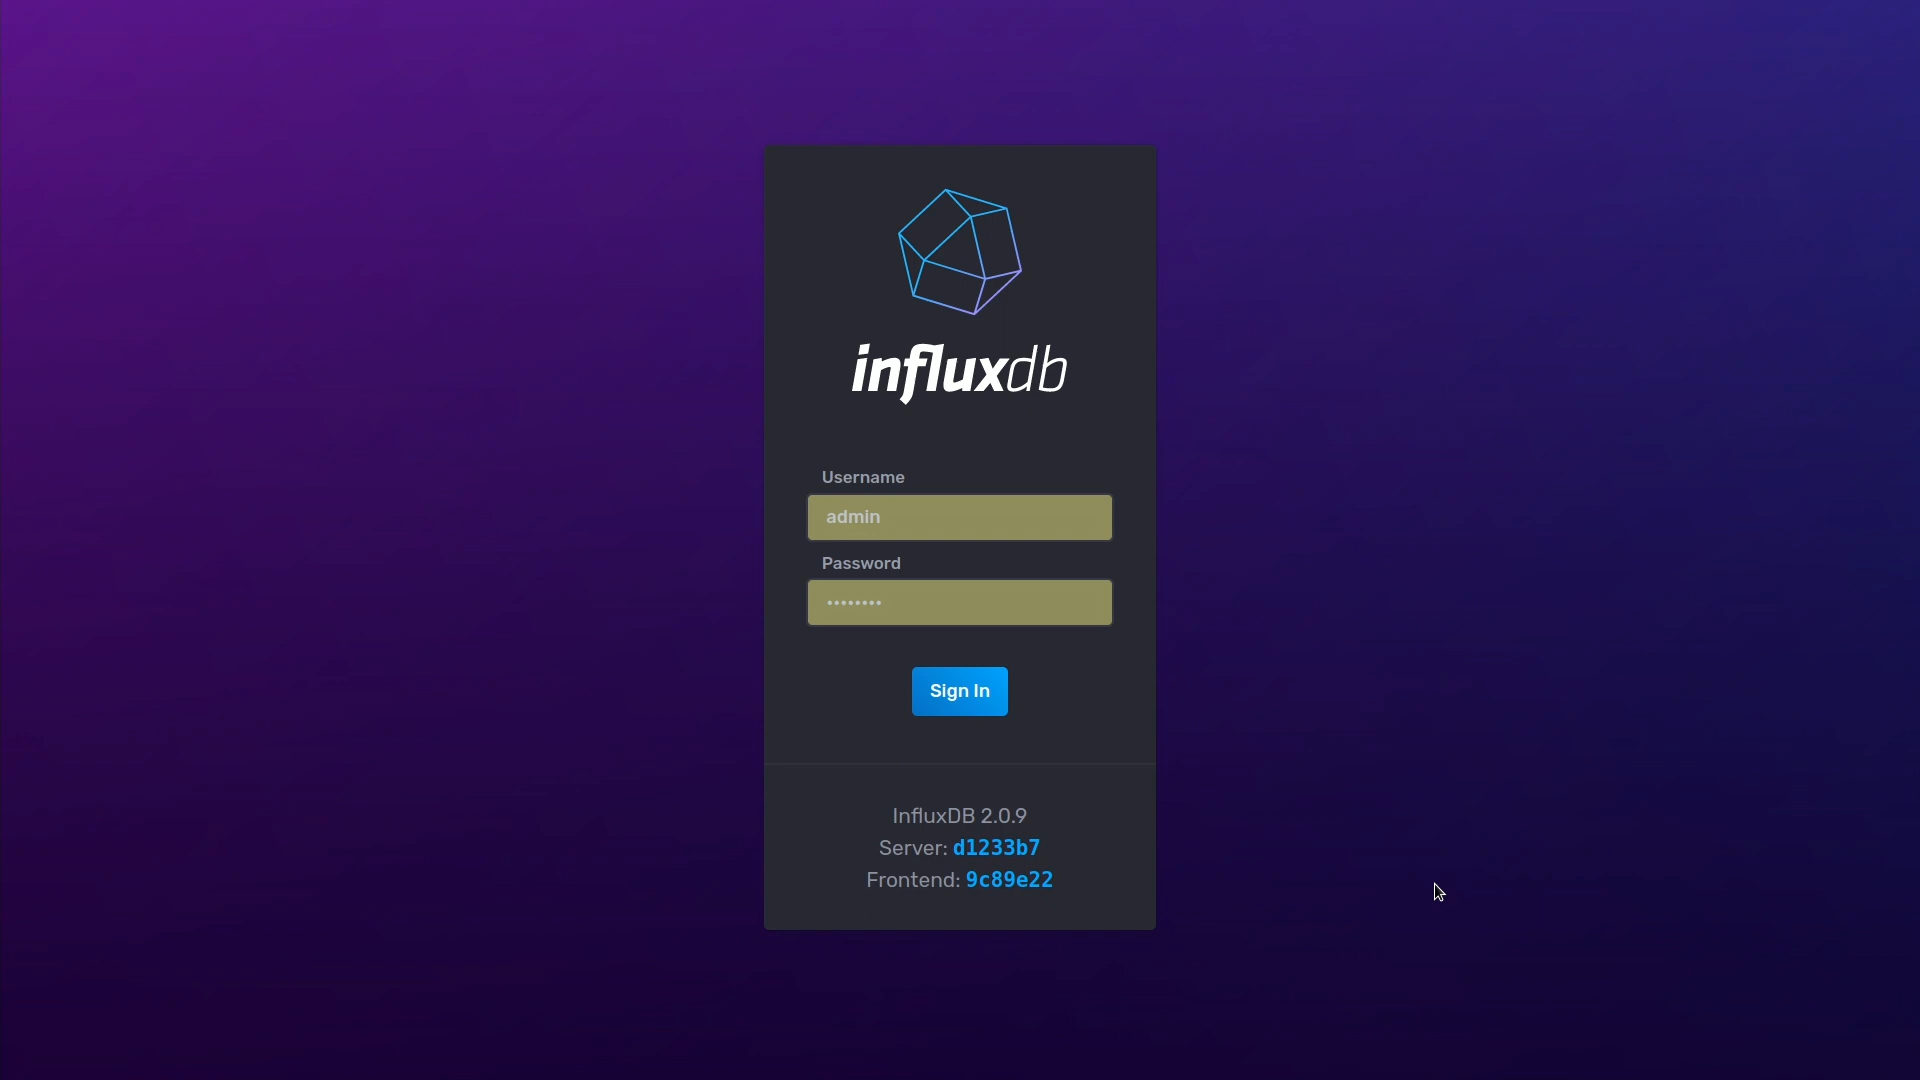 influxdb
Username
admin
Password
••••••••
Sign In
InfluxDB 2.0.9
Server: d1233b7
Frontend: 9c89e22